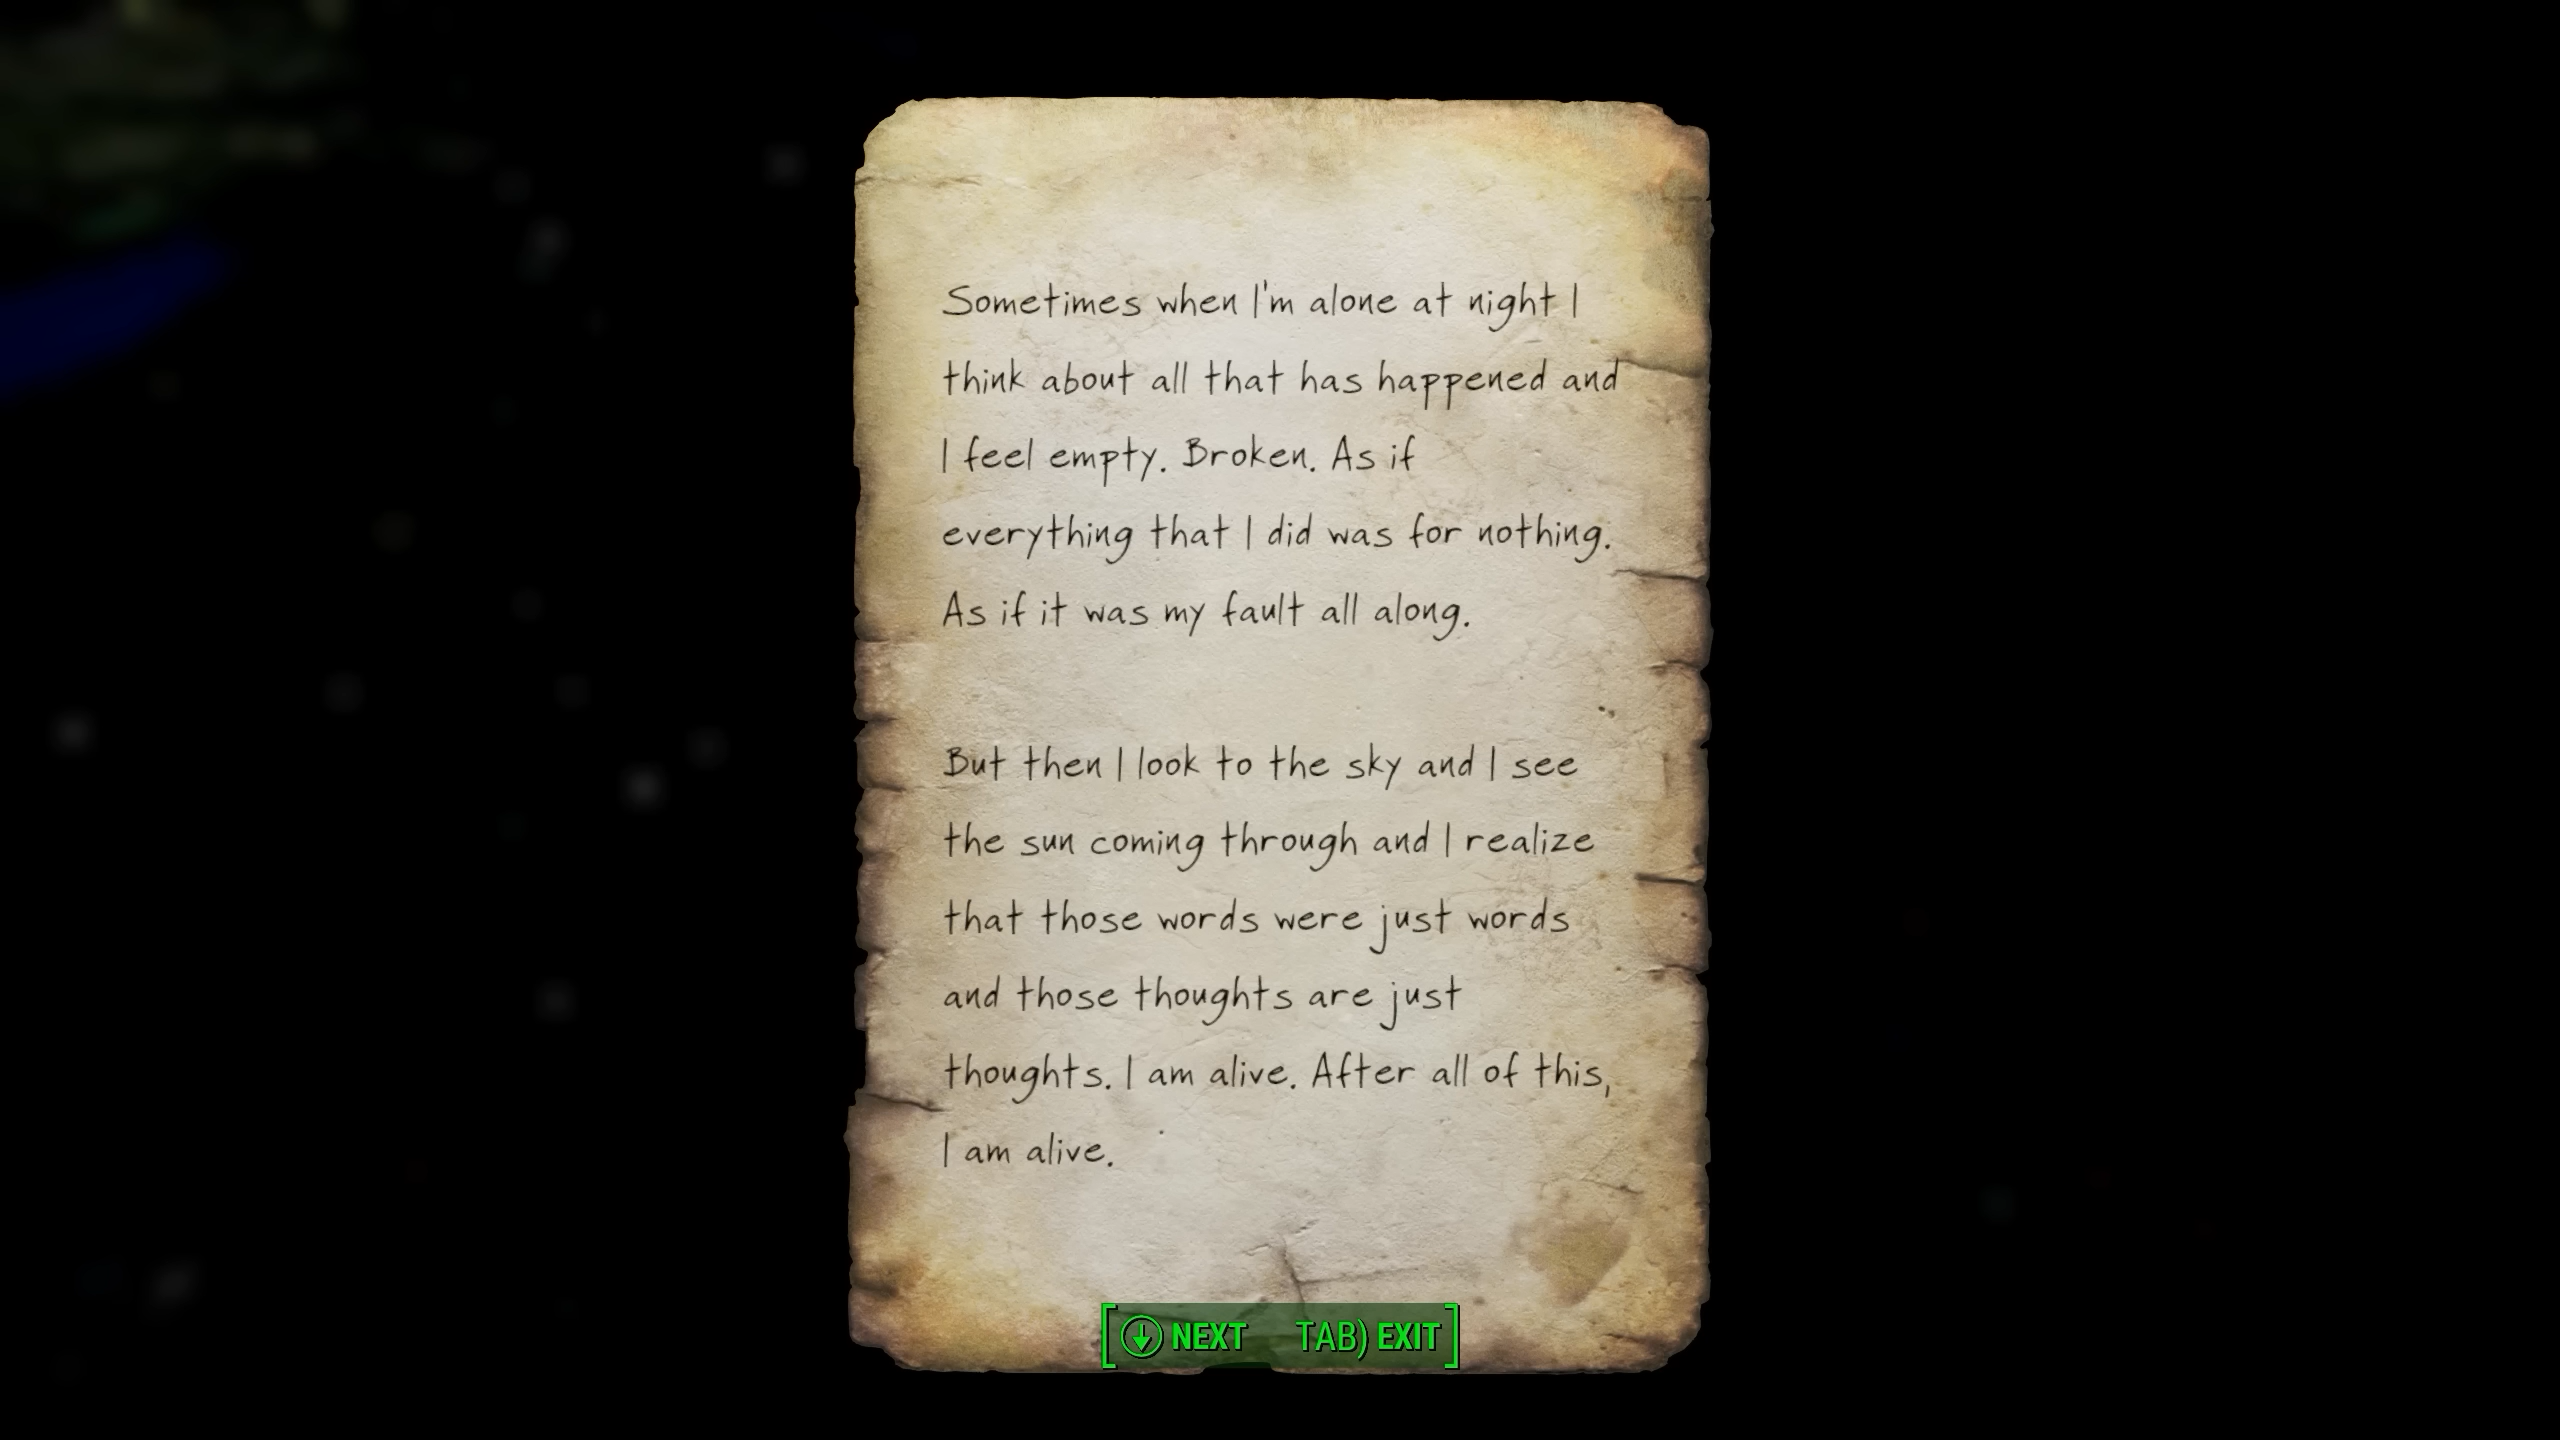 Sometimes when I'm alone at night I
think about all that has happened and
I feel empty. Broken. As if
everything that I did was for nothing.
As if it was my fault all along.
But then I look to the sky and I see
the sun coming through and I realize
that those words were just words
and those thoughts are just
thoughts. I am alive. After all of this,
I am alive.
NEXT TAB) EXIT